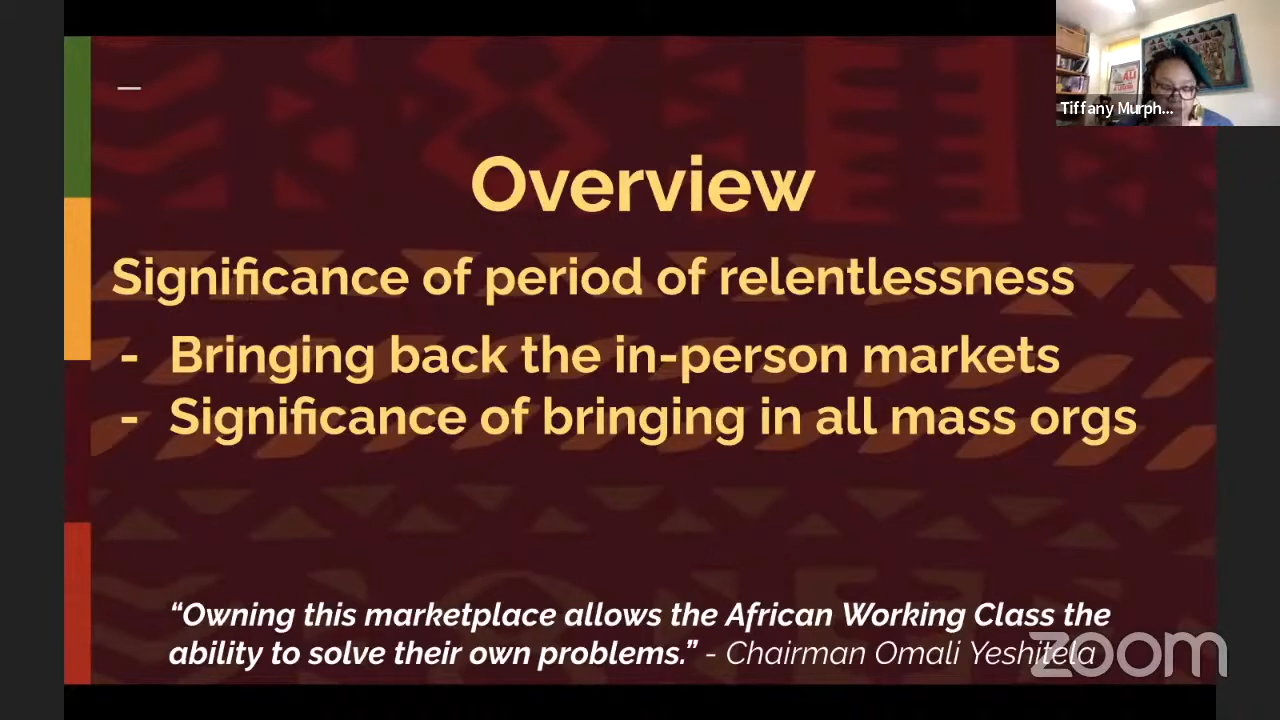 Tiffany Murph...
Overview
Significance of period of relentlessness
- Bringing back the in-person markets
- Significance of bringing in all mass orgs
“Owning this marketplace allows the African Working Class the
ability to solve their own problems.” - Chairman Omali Yeshitela
zoom